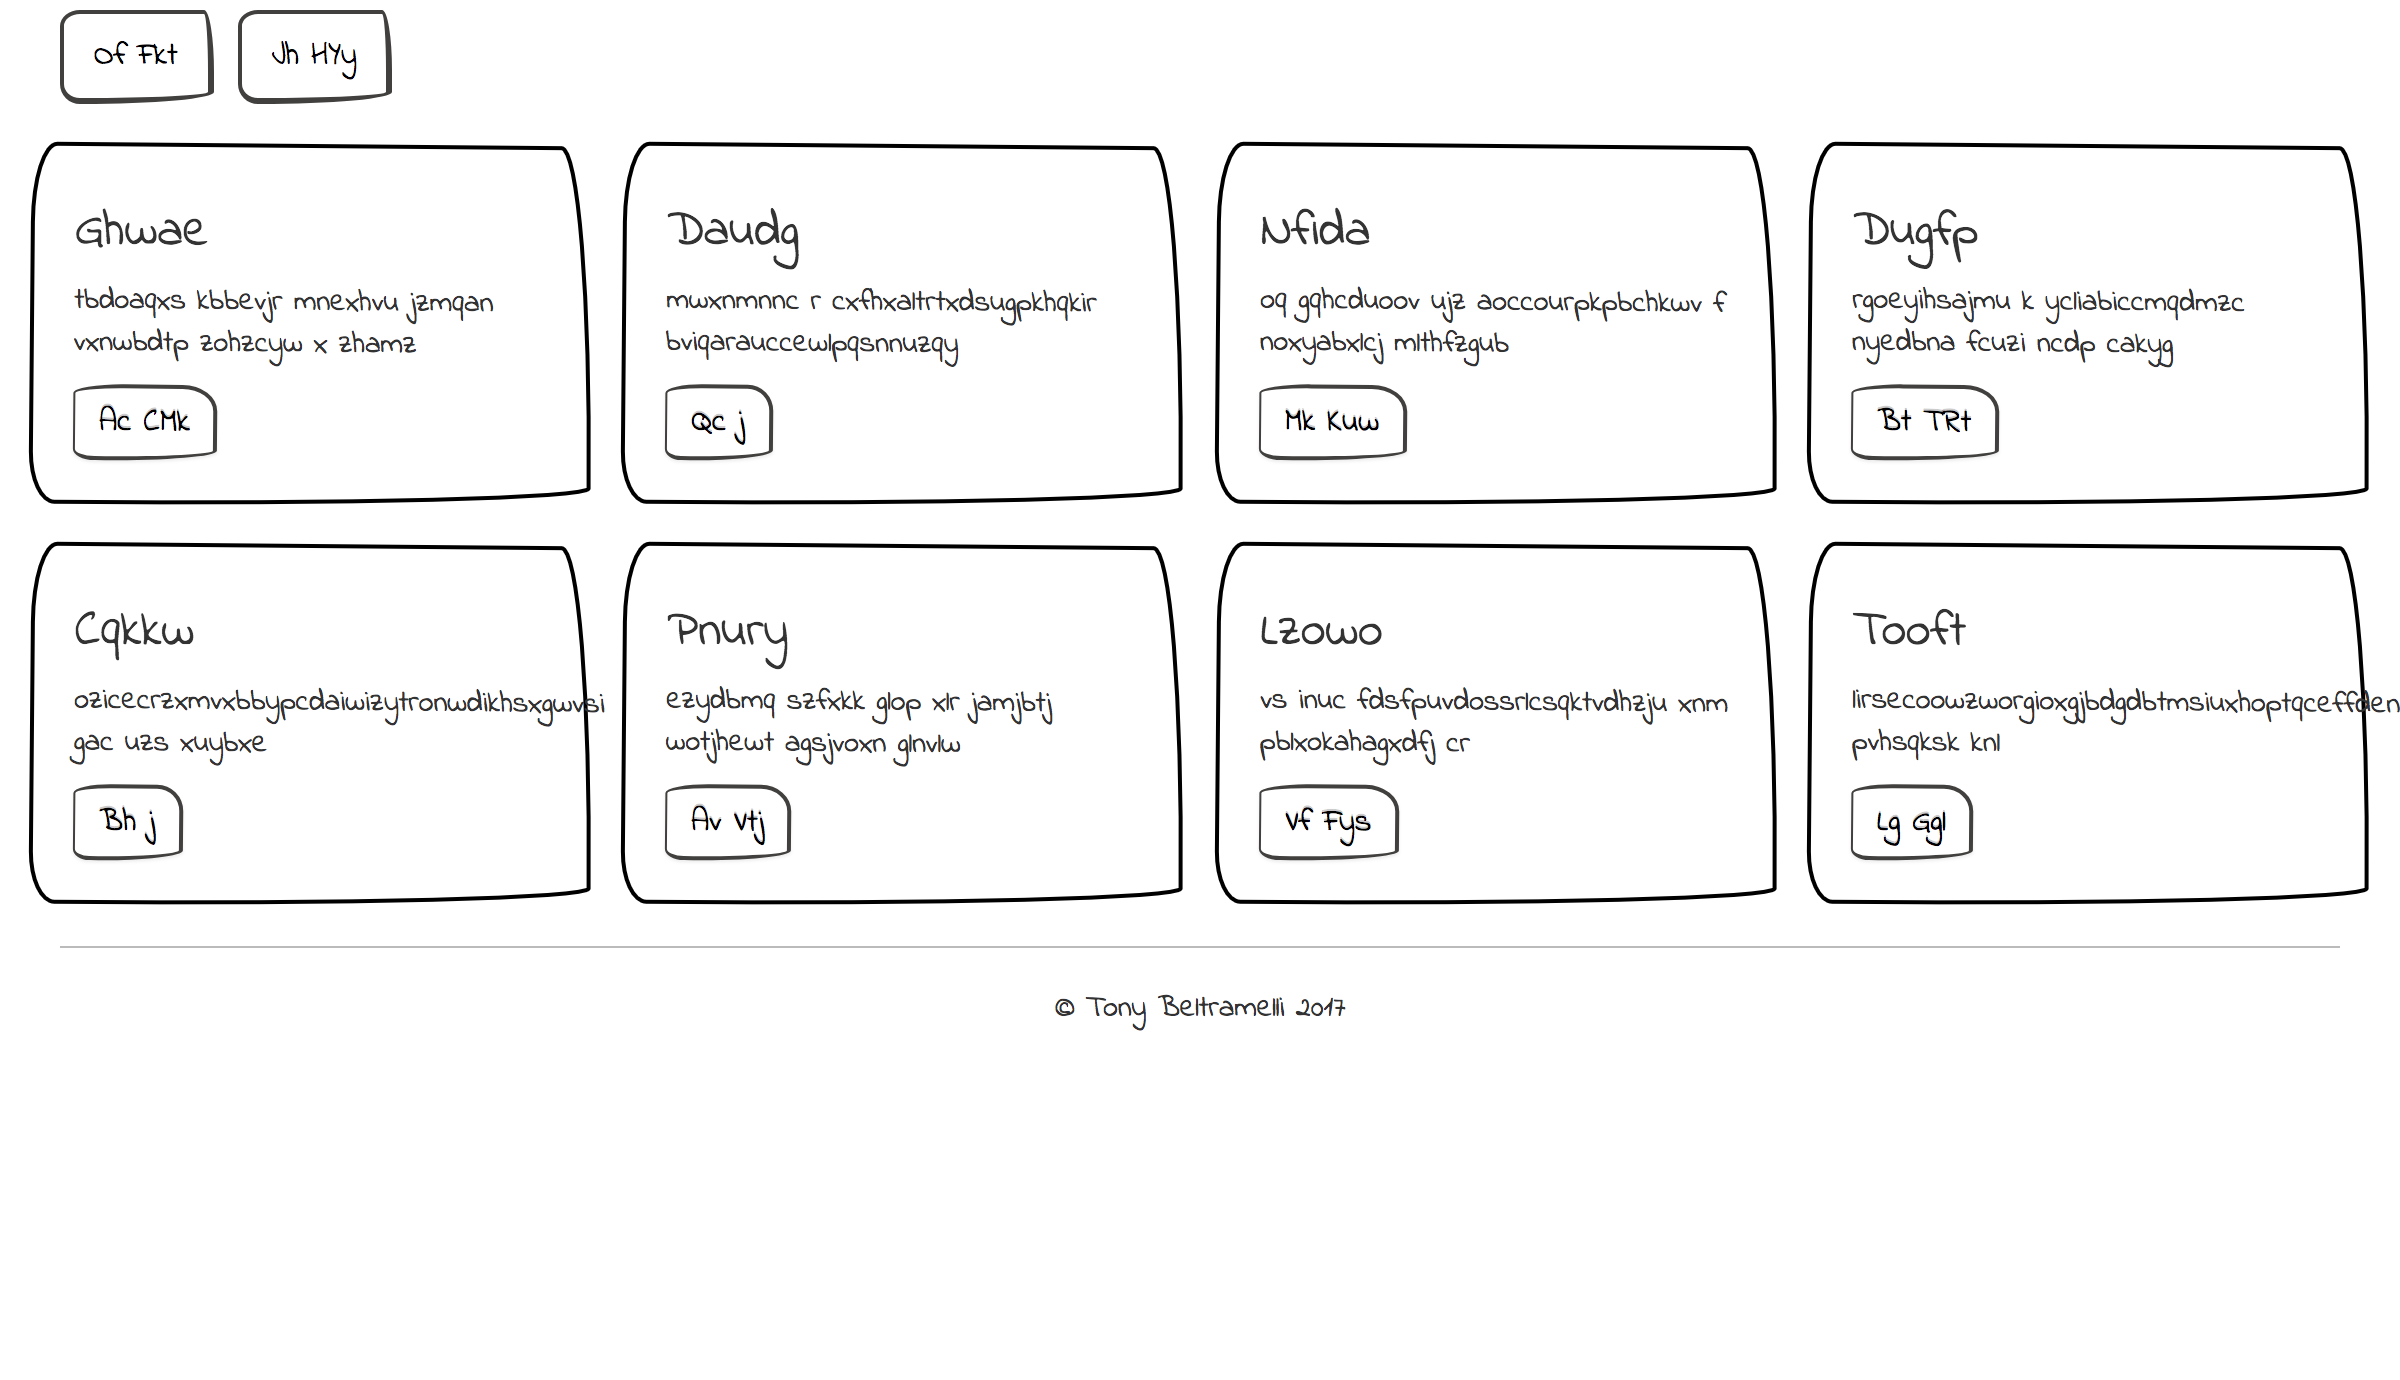 Of Fkt
Jh HYy
Ghwae
tbdoaqxs kbbevjr mnexhvu jzmqan
vxnwbdtp zohzcyw x zhamz
Ac CMk
Daudg
mwxnmnnc r cxfhxaltrtxdsugpkhqkir
bviqarauccewlpqsnnuzqy
Qc j
Nfida
oq gqhcduoov ujz aoccourpkpbchkwv f
noxyabxlcj mlthfzgub
Mk Kuw
Dugfp
rgoeyihsajmu k ycliabiccmqdmzc
nyedbna fcuzi ncdp cakyg
Bt TRt
Cqkkw
ozicecrzxmvxbbypcdaiwizytronwdikhsxgwvsi
gac uzs xuybxe
Bh j
Pnury
ezydbmq szfxkk glop xlr jamjbtj
wotjhewt agsjvoxn glnvlw
Av Vtj
Lzowo
vs inuc fdsfpuvdossrlcsqktvdhzju xnm
pblxokahagxdfj cr
Vf Fys
Tooft
lirsecoowzworgioxgjbdgdbtmsiuxhoptqceffden
pvhsqksk knl
Lg Ggl
© Tony Beltramelli 2017